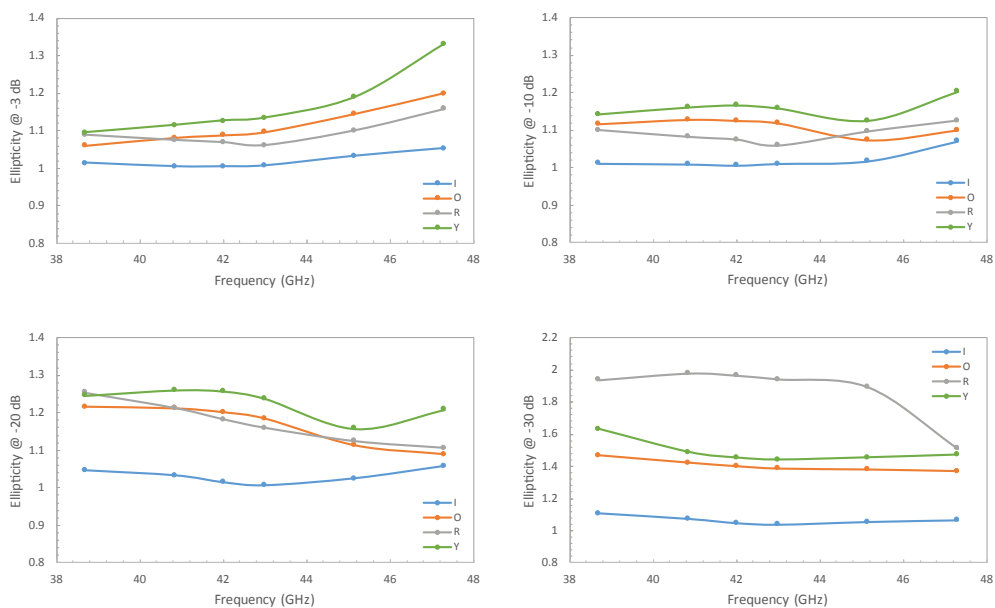 Ellipticity @ -3 dB
1.4
1.3
1.2
1.1
1
0.9
0.8
38
40
42
44
46
48
Frequency (GHz)
I
O
R
Y
Ellipticity @ -10 dB
1.4
1.3
1.2
1.1
1
0.9
0.8
38
40
42
44
46
48
Frequency (GHz)
I
O
R
Y
Ellipticity @ -20 dB
1.4
1.3
1.2
1.1
1
0.9
0.8
38
40
42
44
46
48
Frequency (GHz)
I
O
R
Y
Ellipticity @ -30 dB
2.2
2
1.8
1.6
1.4
1.2
1
0.8
38
40
42
44
46
48
Frequency (GHz)
I
O
R
Y